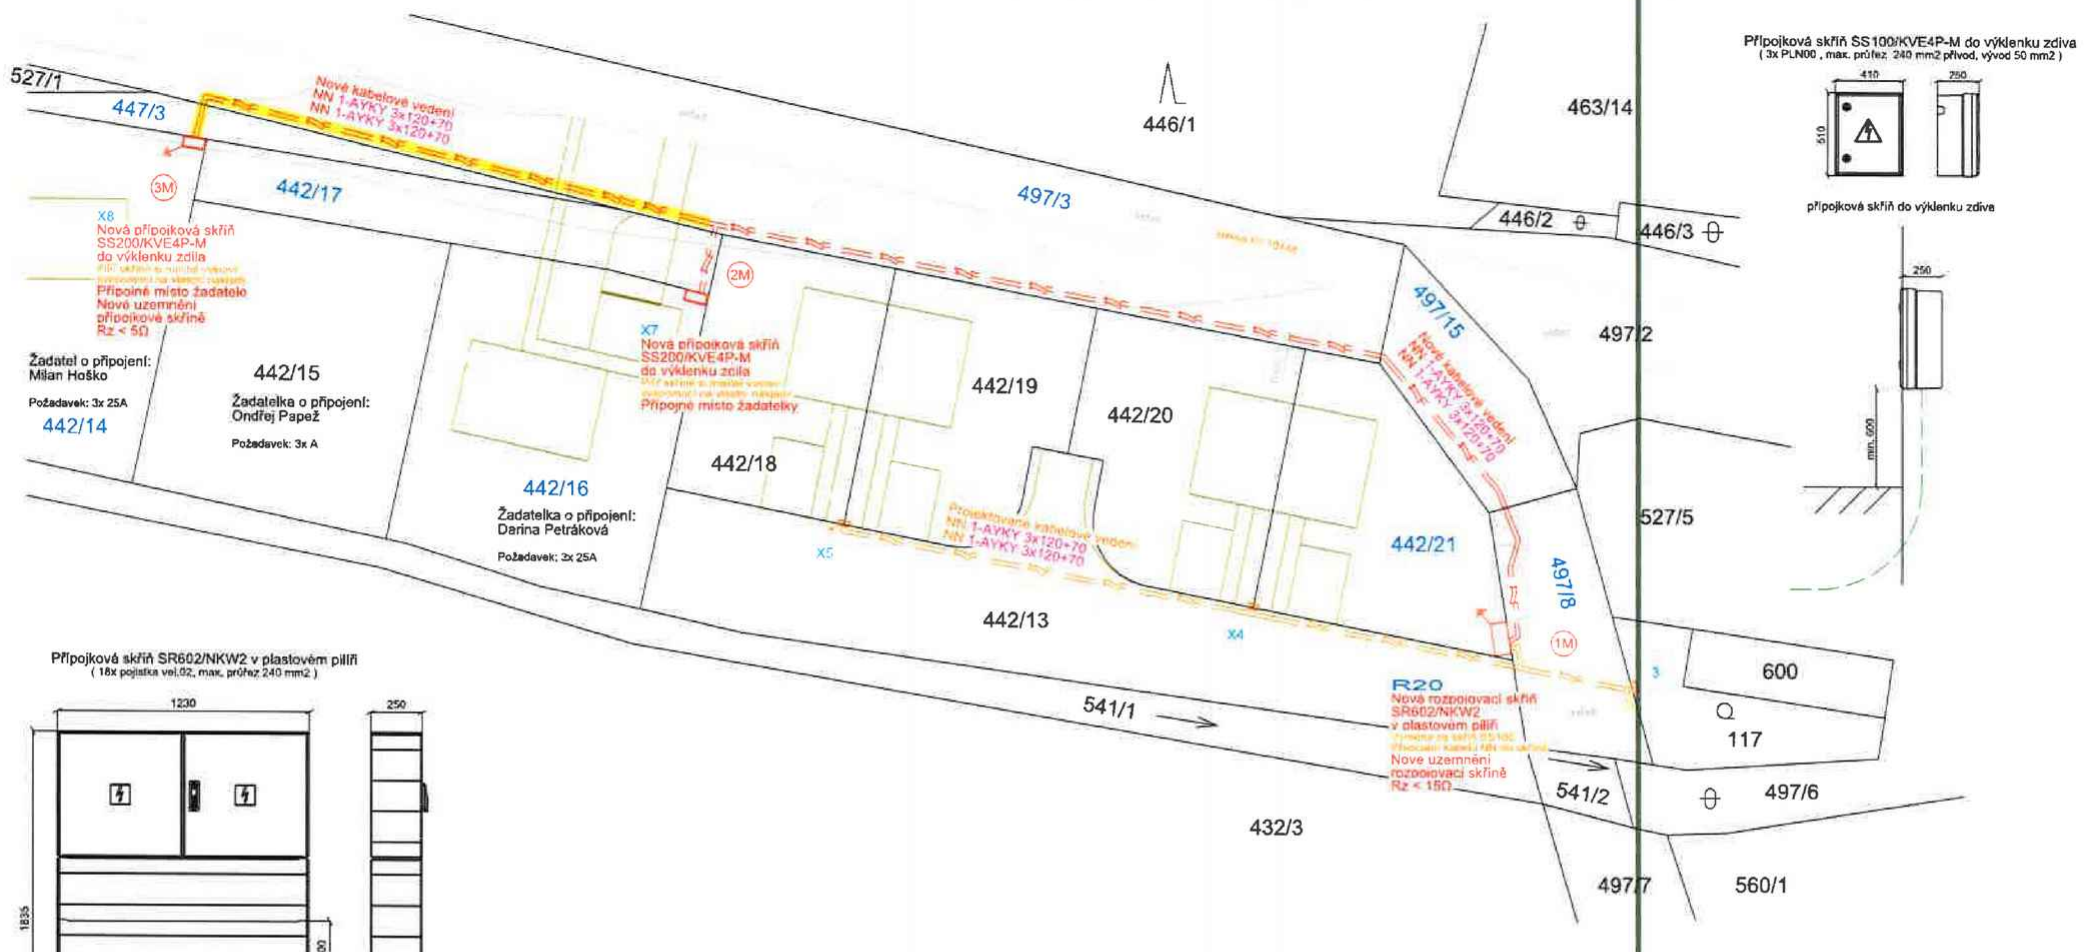 527/1
447/3
Nové kabelové vedení
NN 1-AYKY 3x120+70
NN 1-AYKY 3x120+70
446/1
463/14
Přípojková skříň SS100/KVE4P-M do výklenku zdiva
( 3x PLN00 , max. průřez 240 mm2 přívod, vývod 50 mm2 )
410
250
510
přípojková skříň do výklenku zdiva
250
min. 600
3M
442/17
497/3
446/2
446/3
497/15
497/2
2M
X8
Nová přípojková skříň
SS200/KVE4P-M
do výklenku zdila
Přípojné místo žadatele
Nové uzemnění
přípojkové skříně
Rz < 5Ω
Žadatel o připojení:
Milan Hoško
Požadavek: 3x 25A
442/14
442/15
Žadatelka o připojení:
Ondřej Papež
Požadavek: 3x A
X7
Nová přípojková skříň
SS200/KVE4P-M
do výklenku zdila
Přípojné místo žadatelky
442/16
Žadatelka o připojení:
Darina Petráková
Požadavek: 3x 25A
442/18
442/19
442/20
Nové kabelové vedení
NN 1-AYKY 3x120+70
NN 1-AYKY 3x120+70
Projektované kabelové vedení
NN 1-AYKY 3x120+70
NN 1-AYKY 3x120+70
442/21
527/5
497/8
X5
X4
442/13
1M
3
600
117
R20
Nová rozpojovací skříň
SR602/NKW2
v plastovém pilíři
Nové uzemnění
rozpojovací skříně
Rz < 15Ω
541/1
541/2
497/6
432/3
497/7
560/1
Přípojková skříň SR602/NKW2 v plastovém pilíři
( 18x pojistka vel.02, max. průřez 240 mm2 )
1230
250
1835